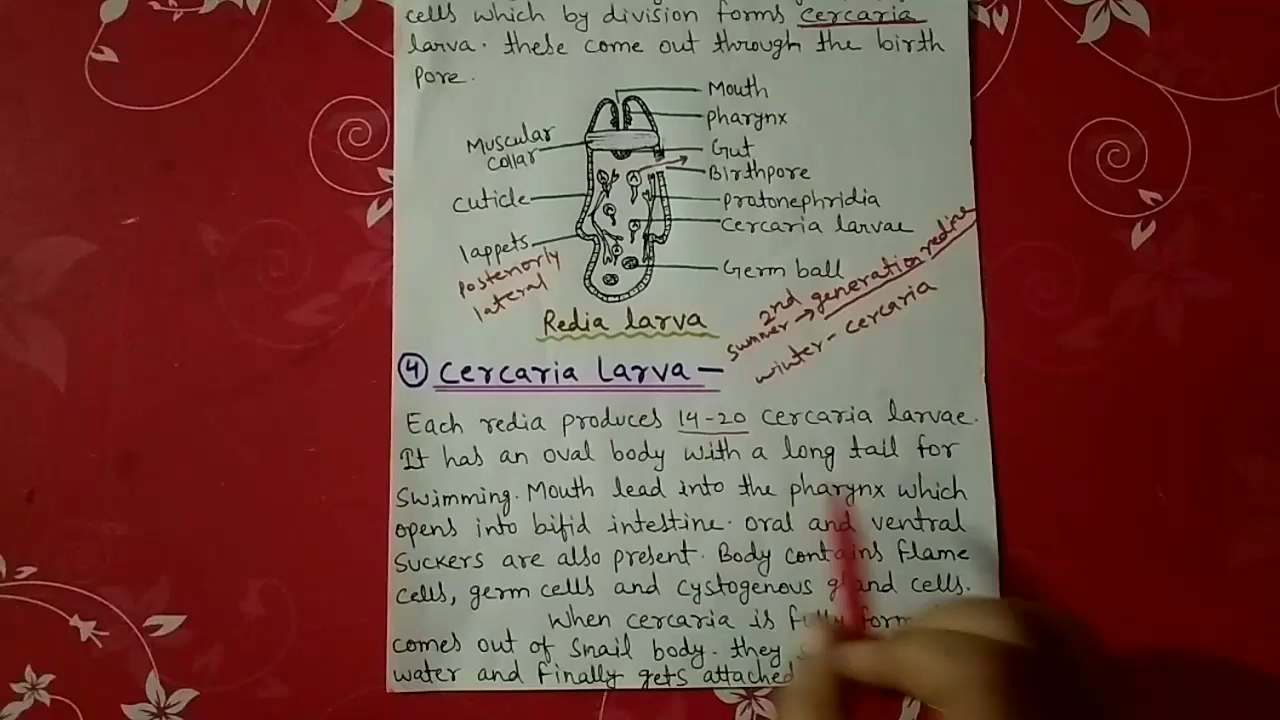 cells which by division forms cercaria
larva. these come out through the birth
pore.
Mouth
pharynx
Muscular
collar
Gut
Birthpore
cuticle
protonephridia
cercaria larvae
lappets
posteriorly
lateral
Germ ball
Redia larva
2nd
summer → generation rediae
winter - cercaria
4 Cercaria Larva -
Each redia produces 14-20 cercaria larvae.
It has an oval body with a long tail for
swimming. Mouth lead into the pharynx which
opens into bifid intestine. oral and ventral
suckers are also present. Body contains flame
cells, germ cells and cystogenous gland cells.
When cercaria is fully
comes out of snail body. they
water and finally gets attached